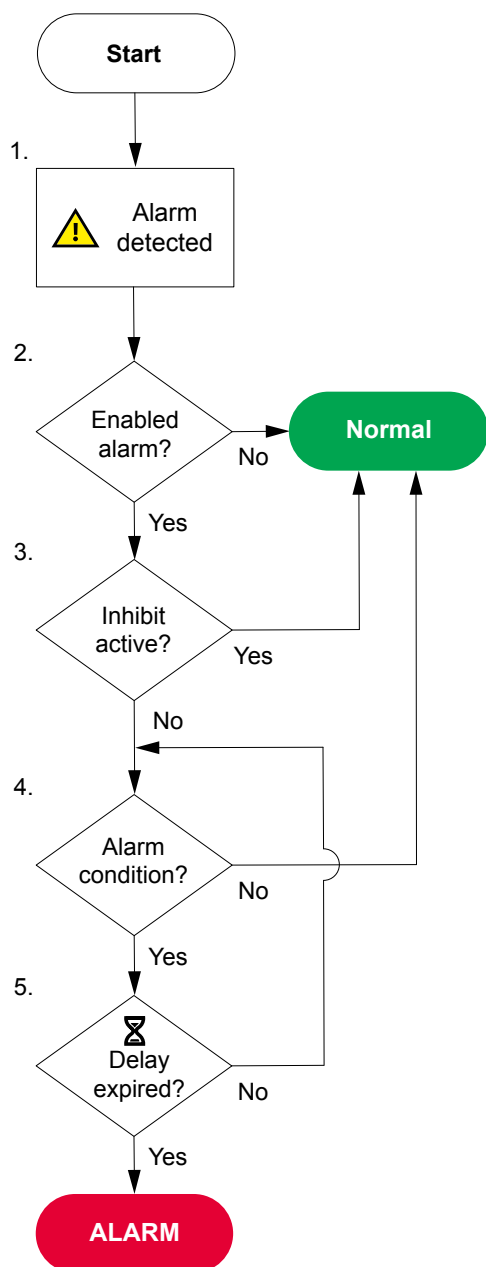 Start
1.
Alarm
detected
2.
Enabled
alarm?
No
Normal
Yes
3.
Inhibit
active?
Yes
No
4.
Alarm
condition?
No
Yes
5.
Delay
expired?
No
Yes
ALARM